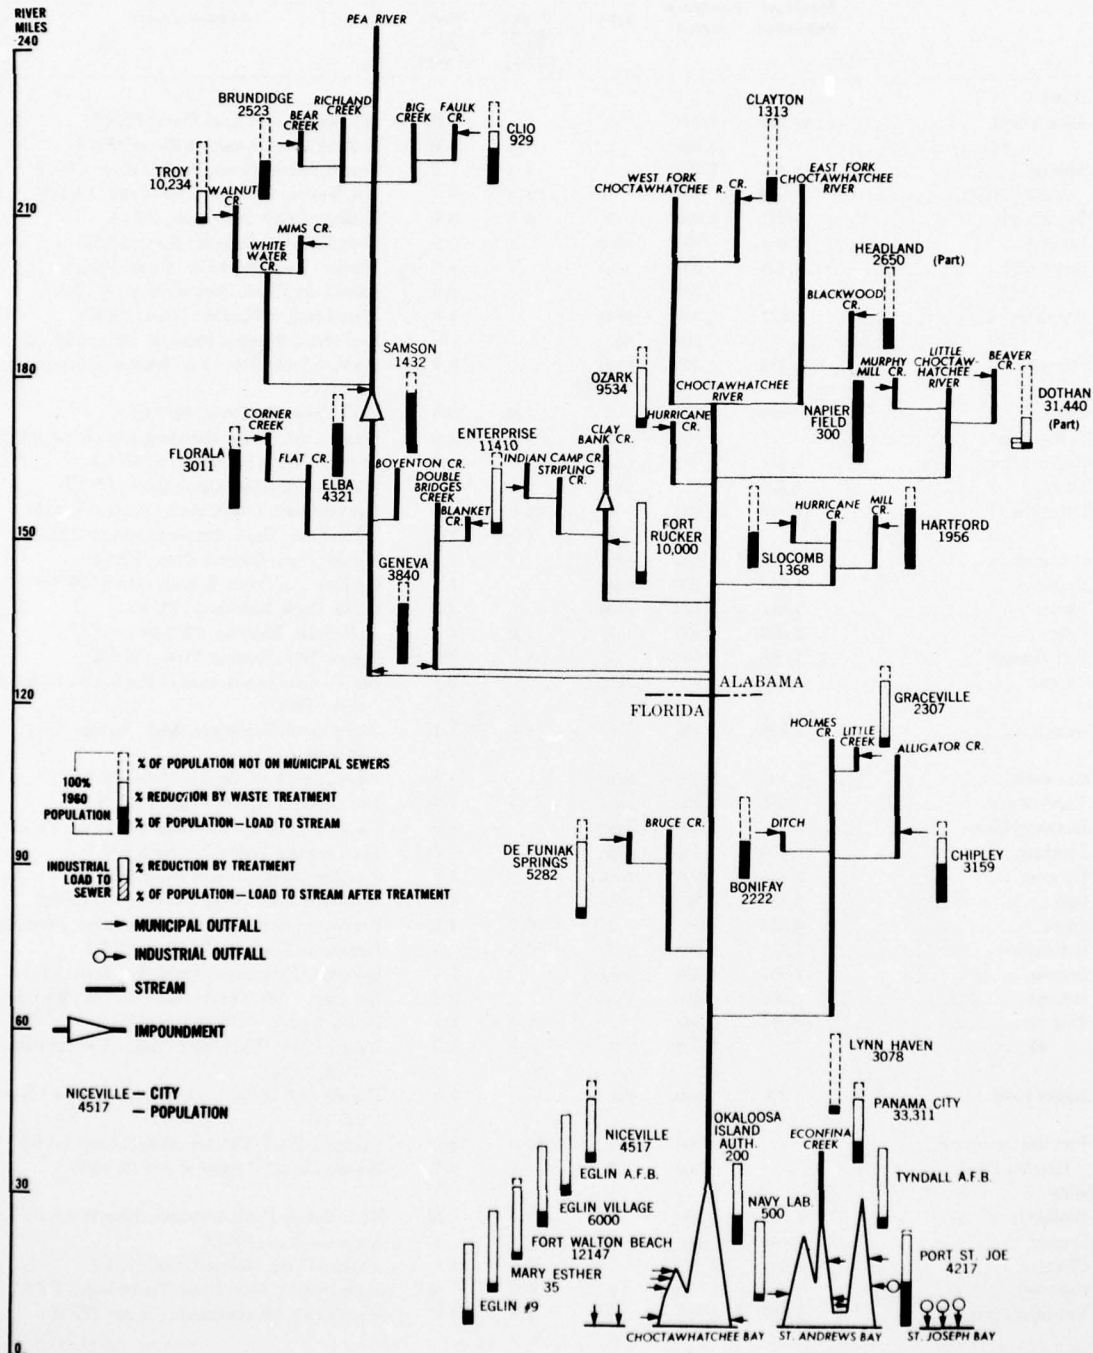 RIVER
MILES
240
PEA RIVER
BRUNDIDGE
2523
BEAR
CREEK
RICHLAND
CREEK
BIG
CREEK
FAULK
CR.
CLIO
929
CLAYTON
1313
TROY
10,234
WALNUT
CR.
MIMS CR.
WHITE
WATER
CR.
WEST FORK
CHOCTAWHATCHEE R.
CR.
EAST FORK
CHOCTAWHATCHEE
RIVER
210
HEADLAND
2650 (Part)
BLACKWOOD
CR.
SAMSON
1432
180
OZARK
9534
CHOCTAWHATCHEE
RIVER
MURPHY
MILL CR.
LITTLE
CHOCTAW-
HATCHEE
RIVER
BEAVER
CR.
DOTHAN
31,440
(Part)
NAPIER
FIELD
300
HURRICANE
CR.
CORNER
CREEK
FLORALA
3011
FLAT CR.
ELBA
4321
BOYENTON CR.
DOUBLE
BRIDGES
CREEK
ENTERPRISE
11410
BLANKET
CR.
INDIAN CAMP CR.
STRIPLING
CR.
CLAY
BANK CR.
150
FORT
RUCKER
10,000
SLOCOMB
1368
HURRICANE
CR.
MILL
CR.
HARTFORD
1956
GENEVA
3840
120
ALABAMA
FLORIDA
HOLMES
CR.
LITTLE
CREEK
GRACEVILLE
2307
ALLIGATOR CR.
% OF POPULATION NOT ON MUNICIPAL SEWERS
100%
1960
POPULATION
% REDUCTION BY WASTE TREATMENT
% OF POPULATION—LOAD TO STREAM
90
INDUSTRIAL
LOAD TO
SEWER
% REDUCTION BY TREATMENT
% OF POPULATION—LOAD TO STREAM AFTER TREATMENT
MUNICIPAL OUTFALL
INDUSTRIAL OUTFALL
STREAM
IMPOUNDMENT
NICEVILLE — CITY
4517 — POPULATION
DE FUNIAK
SPRINGS
5282
BRUCE CR.
BONIFAY
2222
DITCH
CHIPLEY
3159
60
LYNN HAVEN
3078
PANAMA CITY
33,311
OKALOOSA
ISLAND
AUTH.
200
ECONFINA
CREEK
NICEVILLE
4517
EGLIN A.F.B.
TYNDALL A.F.B.
30
EGLIN VILLAGE
6000
NAVY LAB.
500
FORT WALTON BEACH
12147
PORT ST. JOE
4217
MARY ESTHER
35
EGLIN #9
CHOCTAWHATCHEE BAY
ST. ANDREWS BAY
ST. JOSEPH BAY
0